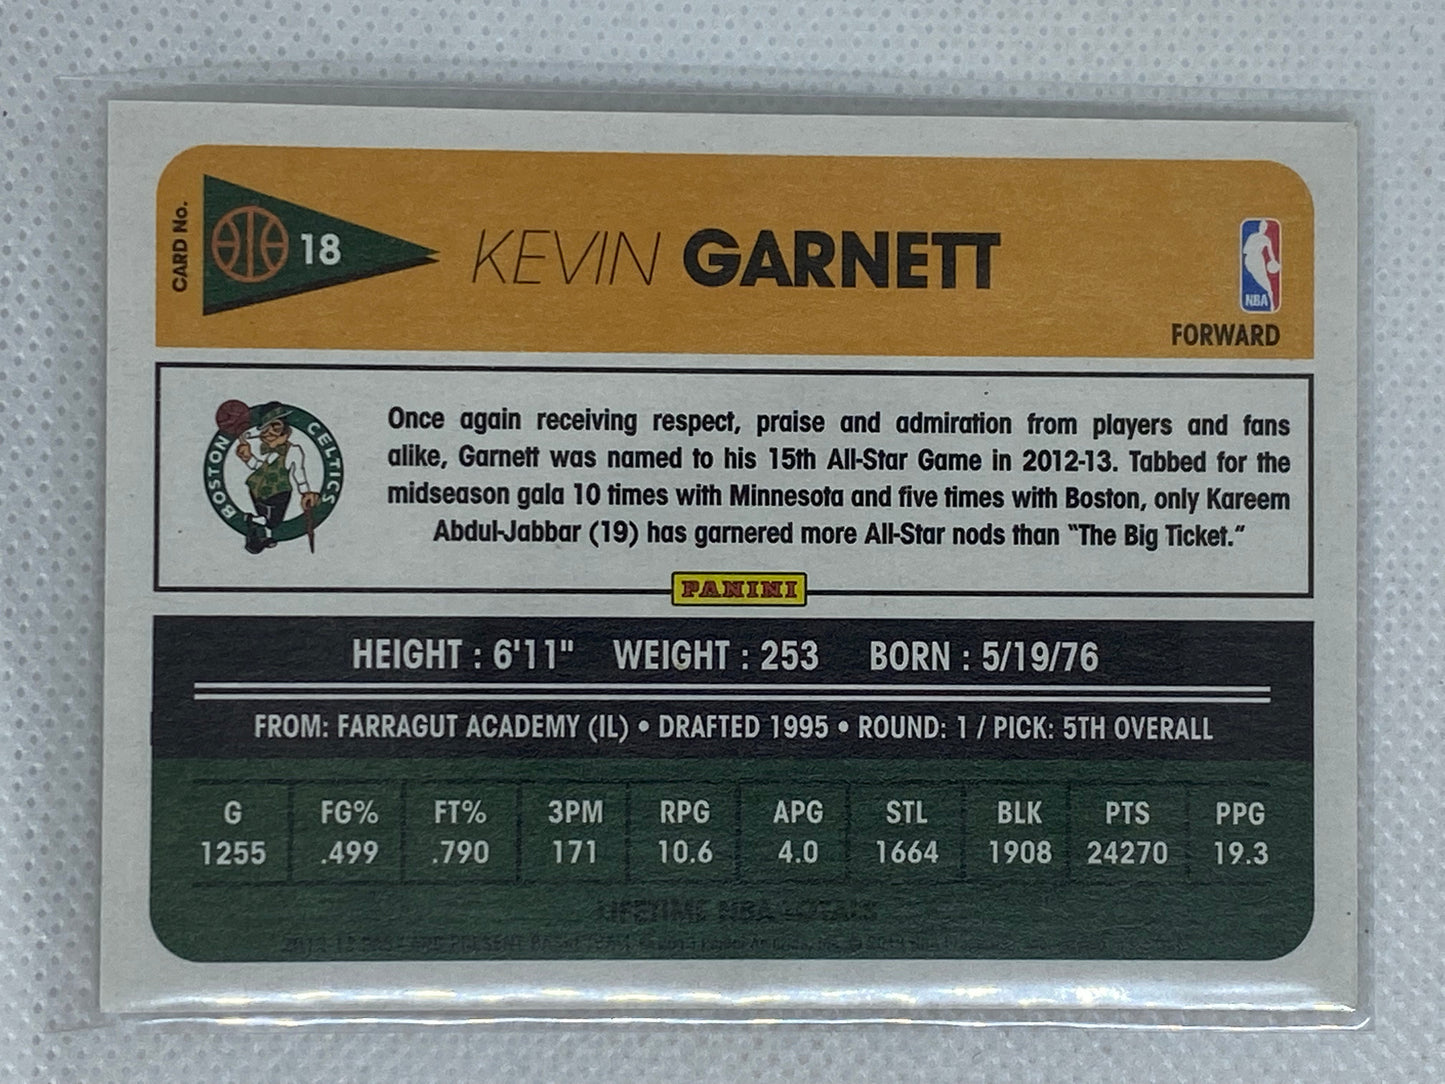 CARD No.
18
KEVIN GARNETT
NBA
FORWARD
BOSTON CELTICS
Once again receiving respect, praise and admiration from players and fans
alike, Garnett was named to his 15th All-Star Game in 2012-13. Tabbed for the
midseason gala 10 times with Minnesota and five times with Boston, only Kareem
Abdul-Jabbar (19) has garnered more All-Star nods than “The Big Ticket.”
PANINI
HEIGHT : 6'11" WEIGHT : 253 BORN : 5/19/76
FROM: FARRAGUT ACADEMY (IL) • DRAFTED 1995 • ROUND: 1 / PICK: 5TH OVERALL
G FG% FT% 3PM RPG APG STL BLK PTS PPG
1255 .499 .790 171 10.6 4.0 1664 1908 24270 19.3
LIFETIME NBA TOTALS